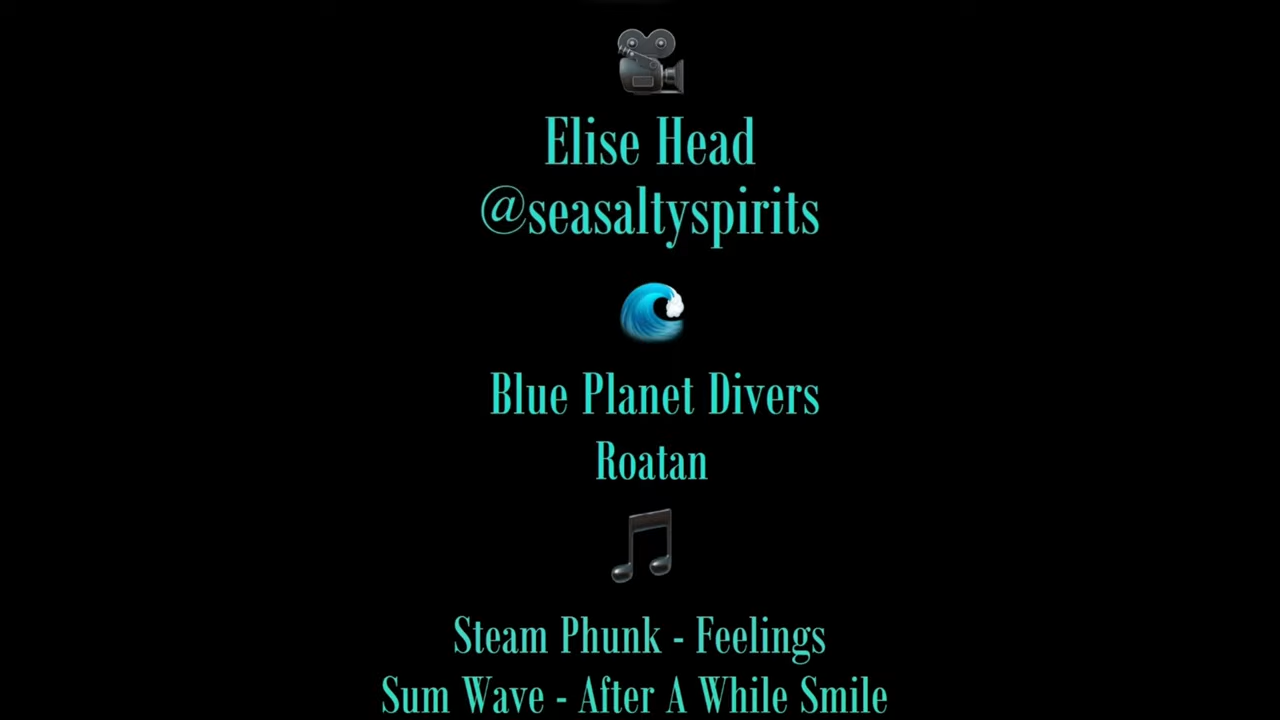 Elise Head
@seasaltyspirits
Blue Planet Divers
Roatan
Steam Phunk - Feelings
Sum Wave - After A While Smile